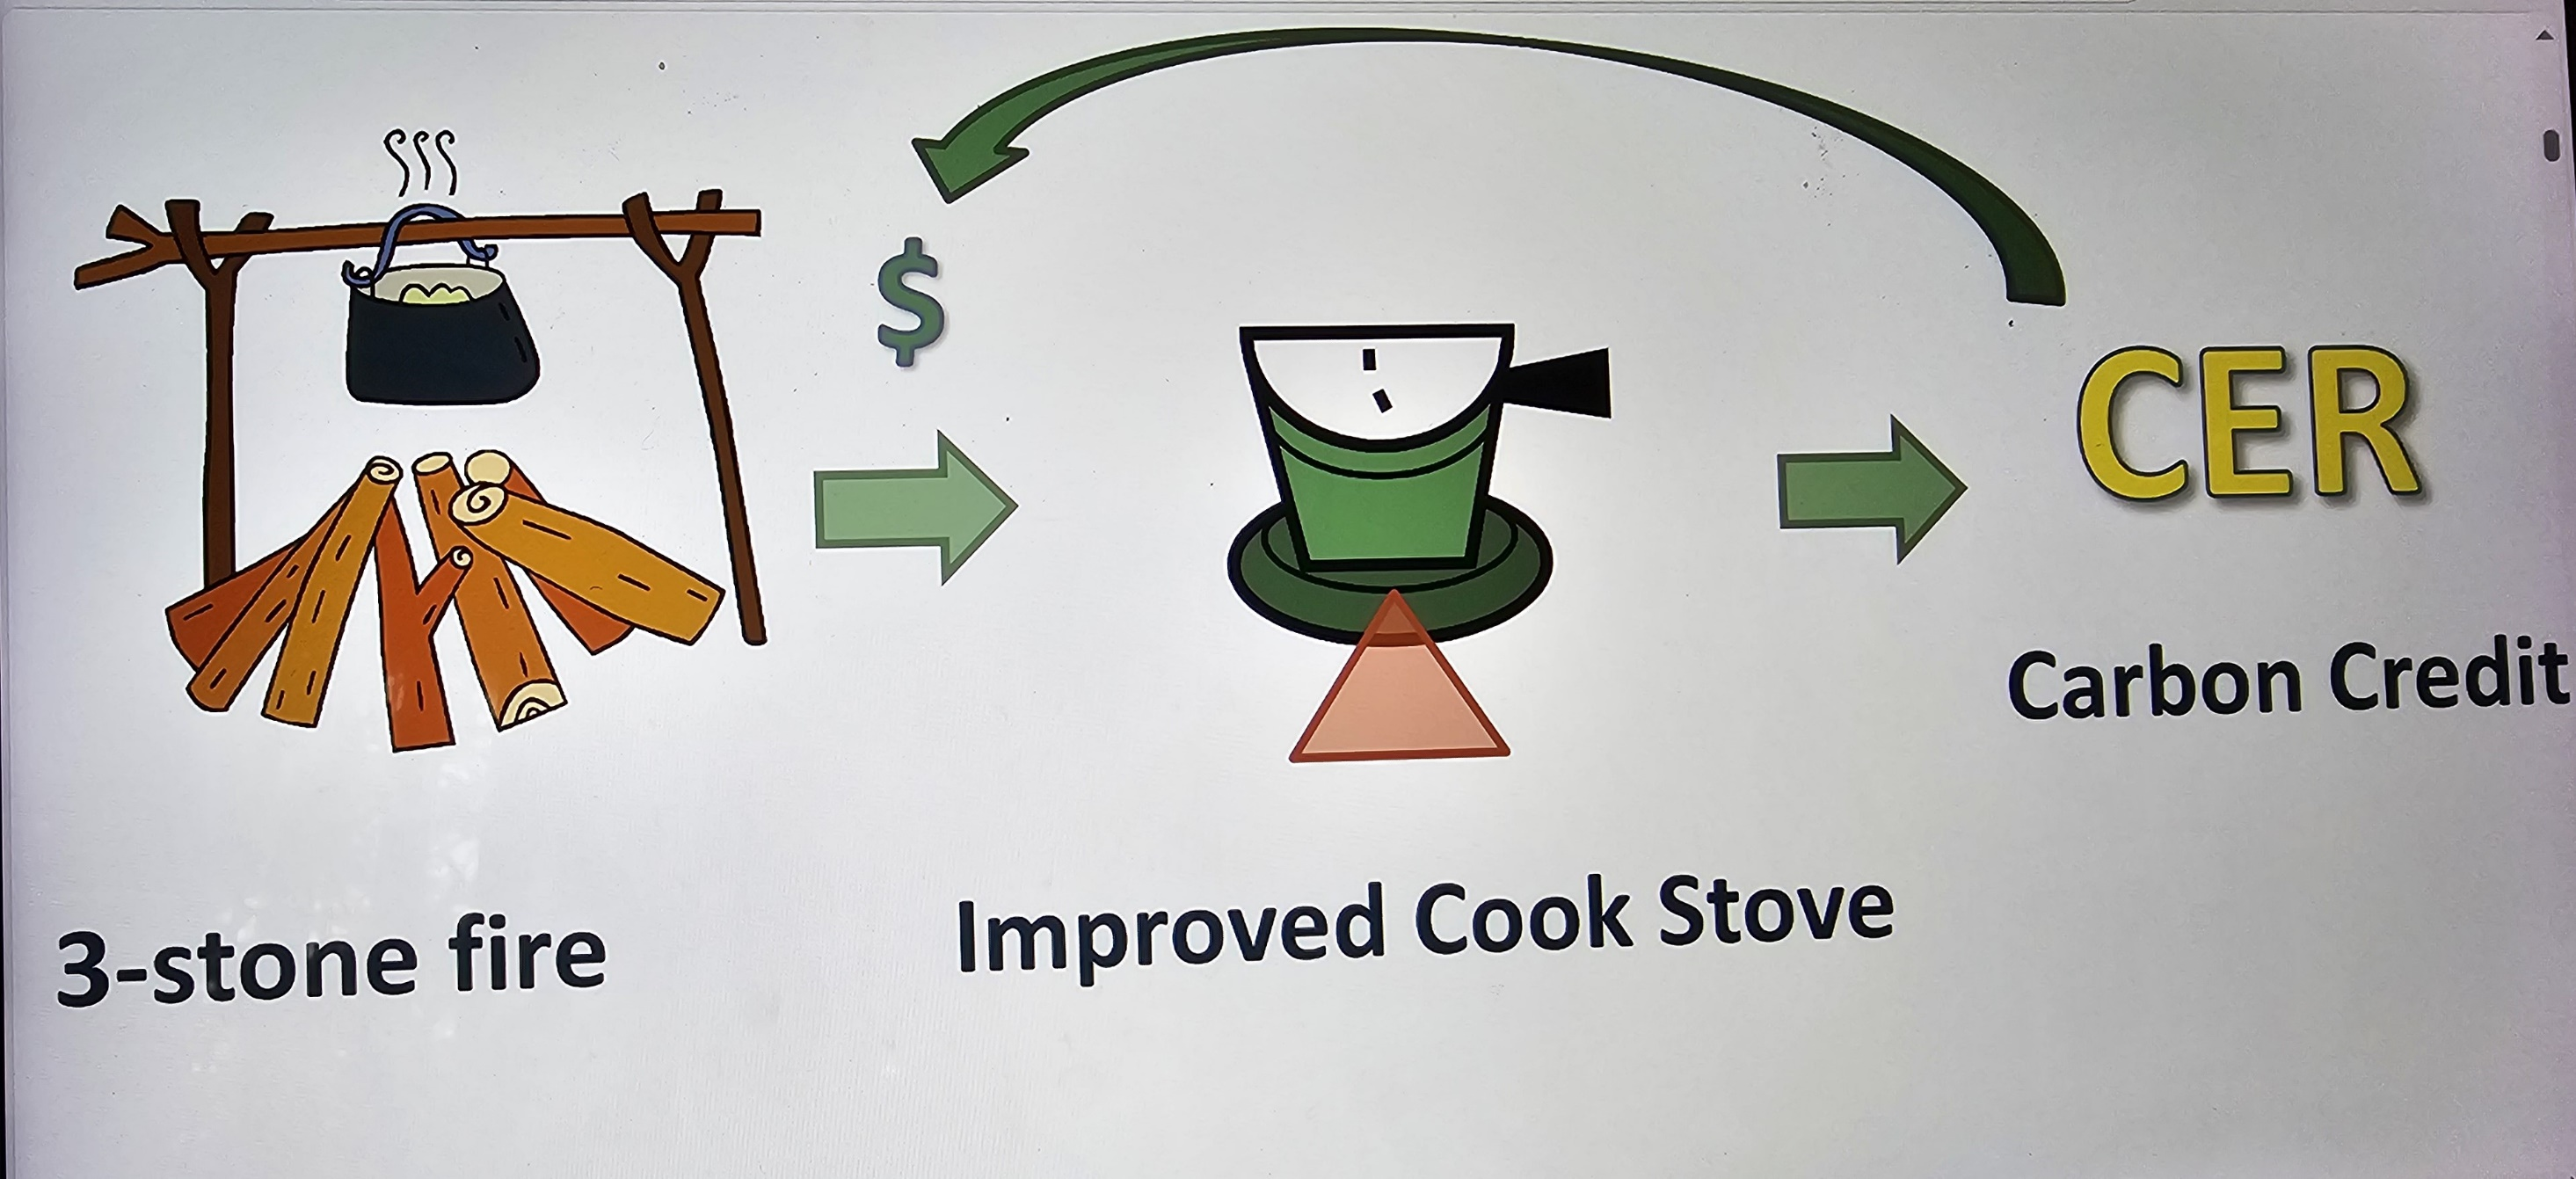 $
CER
Carbon Credit
3-stone fire
Improved Cook Stove